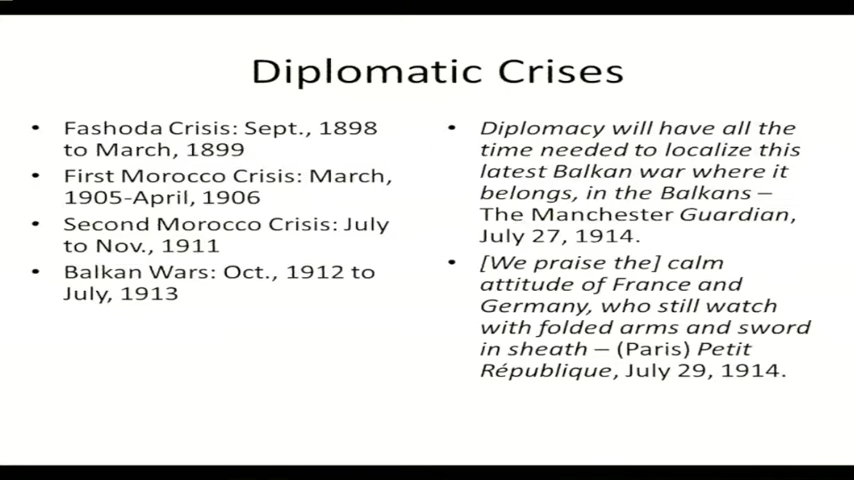 Diplomatic Crises
• Fashoda Crisis: Sept., 1898
to March, 1899
• First Morocco Crisis: March,
1905-April, 1906
• Second Morocco Crisis: July
to Nov., 1911
• Balkan Wars: Oct., 1912 to
July, 1913
• Diplomacy will have all the
time needed to localize this
latest Balkan war where it
belongs, in the Balkans –
The Manchester Guardian,
July 27, 1914.
• [We praise the] calm
attitude of France and
Germany, who still watch
with folded arms and sword
in sheath – (Paris) Petit
République, July 29, 1914.